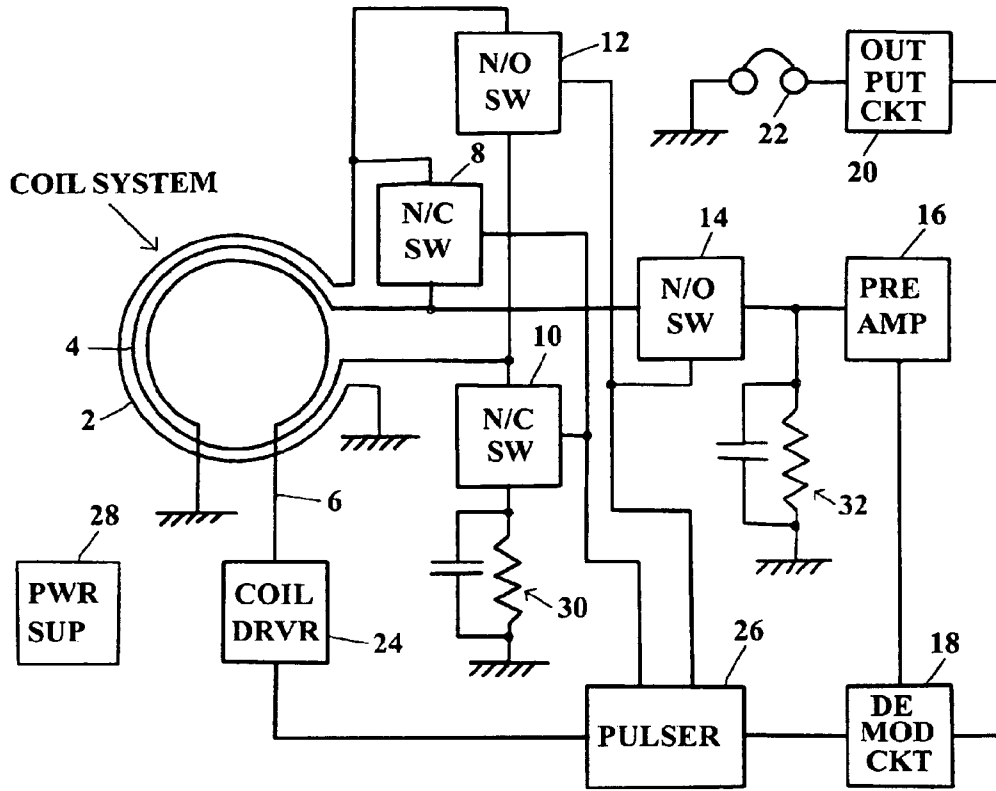 12
N/O
SW
OUT
PUT
CKT
22
20
8
COIL SYSTEM
N/C
SW
14
16
N/O
SW
PRE
AMP
4
10
2
N/C
SW
6
32
28
PWR
SUP
COIL
DRVR
30
24
26
18
PULSER
DE
MOD
CKT